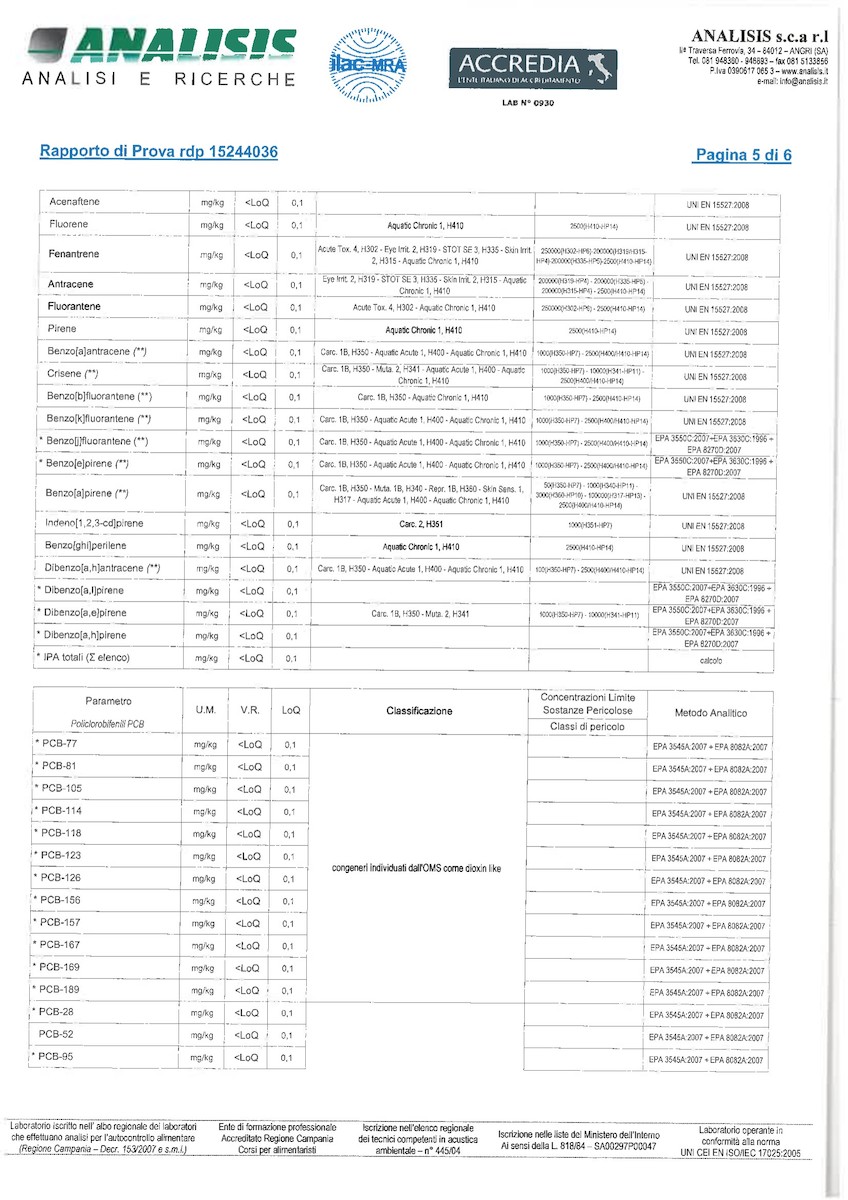 ANALISIS
ANALISI E RICERCHE
ilac-MRA
ACCREDIA
L'ENTE ITALIANO DI ACCREDITAMENTO
LAB N° 0930
ANALISIS s.c.a r.l
IIª Traversa Ferrovia, 34 – 84012 – ANGRI (SA)
Tel. 081 948380 - 946693 – fax 081 5133856
P.Iva 0390617 065 3 – www.analisis.it
e-mail: info@analisis.it
Rapporto di Prova rdp 15244036
Pagina 5 di 6
Acenaftene mg/kg <LoQ 0,1 UNI EN 15527:2008
Fluorene mg/kg <LoQ 0,1 Aquatic Chronic 1, H410 2500(H410-HP14) UNI EN 15527:2008
Fenantrene mg/kg <LoQ 0,1 Acute Tox. 4, H302 - Eye Irrit. 2, H319 - STOT SE 3, H335 - Skin Irrit. 2, H315 - Aquatic Chronic 1, H410 250000(H302-HP6)-200000(H319/H315-HP4)-200000(H335-HP5)-2500(H410-HP14) UNI EN 15527:2008
Antracene mg/kg <LoQ 0,1 Eye Irrit. 2, H319 - STOT SE 3, H335 - Skin Irrit. 2, H315 - Aquatic Chronic 1, H410 200000(H319-HP4) - 200000(H335-HP5) - 200000(H315-HP4) - 2500(H410-HP14) UNI EN 15527:2008
Fluorantene mg/kg <LoQ 0,1 Acute Tox. 4, H302 - Aquatic Chronic 1, H410 250000(H302-HP6) - 2500(H410-HP14) UNI EN 15527:2008
Pirene mg/kg <LoQ 0,1 Aquatic Chronic 1, H410 2500(H410-HP14) UNI EN 15527:2008
Benzo[a]antracene (**) mg/kg <LoQ 0,1 Carc. 1B, H350 - Aquatic Acute 1, H400 - Aquatic Chronic 1, H410 1000(H350-HP7) - 2500(H400/H410-HP14) UNI EN 15527:2008
Crisene (**) mg/kg <LoQ 0,1 Carc. 1B, H350 - Muta. 2, H341 - Aquatic Acute 1, H400 - Aquatic Chronic 1, H410 1000(H350-HP7) - 10000(H341-HP11) - 2500(H400/H410-HP14) UNI EN 15527:2008
Benzo[b]fluorantene (**) mg/kg <LoQ 0,1 Carc. 1B, H350 - Aquatic Chronic 1, H410 1000(H350-HP7) - 2500(H410-HP14) UNI EN 15527:2008
Benzo[k]fluorantene (**) mg/kg <LoQ 0,1 Carc. 1B, H350 - Aquatic Acute 1, H400 - Aquatic Chronic 1, H410 1000(H350-HP7) - 2500(H400/H410-HP14) UNI EN 15527:2008
* Benzo[j]fluorantene (**) mg/kg <LoQ 0,1 Carc. 1B, H350 - Aquatic Acute 1, H400 - Aquatic Chronic 1, H410 1000(H350-HP7) - 2500(H400/H410-HP14) EPA 3550C:2007+EPA 3630C:1996 + EPA 8270D:2007
* Benzo[e]pirene (**) mg/kg <LoQ 0,1 Carc. 1B, H350 - Aquatic Acute 1, H400 - Aquatic Chronic 1, H410 1000(H350-HP7) - 2500(H400/H410-HP14) EPA 3550C:2007+EPA 3630C:1996 + EPA 8270D:2007
Benzo[a]pirene (**) mg/kg <LoQ 0,1 Carc. 1B, H350 - Muta. 1B, H340 - Repr. 1B, H360 - Skin Sens. 1, H317 - Aquatic Acute 1, H400 - Aquatic Chronic 1, H410 50(H350-HP7) - 1000(H340-HP11) - 3000(H360-HP10) - 100000(H317-HP13) - 2500(H400/H410-HP14) UNI EN 15527:2008
Indeno[1,2,3-cd]pirene mg/kg <LoQ 0,1 Carc. 2, H351 1000(H351-HP7) UNI EN 15527:2008
Benzo[ghi]perilene mg/kg <LoQ 0,1 Aquatic Chronic 1, H410 2500(H410-HP14) UNI EN 15527:2008
Dibenzo[a,h]antracene (**) mg/kg <LoQ 0,1 Carc. 1B, H350 - Aquatic Acute 1, H400 - Aquatic Chronic 1, H410 100(H350-HP7) - 2500(H400/H410-HP14) UNI EN 15527:2008
* Dibenzo[a,l]pirene mg/kg <LoQ 0,1 EPA 3550C:2007+EPA 3630C:1996 + EPA 8270D:2007
* Dibenzo[a,e]pirene mg/kg <LoQ 0,1 Carc. 1B, H350 - Muta. 2, H341 1000(H350-HP7) - 10000(H341-HP11) EPA 3550C:2007+EPA 3630C:1996 + EPA 8270D:2007
* Dibenzo[a,h]pirene mg/kg <LoQ 0,1 EPA 3550C:2007+EPA 3630C:1996 + EPA 8270D:2007
* IPA totali (Σ elenco) mg/kg <LoQ 0,1 calcolo
Parametro U.M. V.R. LoQ Classificazione Concentrazioni Limite Sostanze Pericolose Metodo Analitico
Policlorobifenili PCB Classi di pericolo
* PCB-77 mg/kg <LoQ 0,1 EPA 3545A:2007 + EPA 8082A:2007
* PCB-81 mg/kg <LoQ 0,1 EPA 3545A:2007 + EPA 8082A:2007
* PCB-105 mg/kg <LoQ 0,1 EPA 3545A:2007 + EPA 8082A:2007
* PCB-114 mg/kg <LoQ 0,1 EPA 3545A:2007 + EPA 8082A:2007
* PCB-118 mg/kg <LoQ 0,1 EPA 3545A:2007 + EPA 8082A:2007
* PCB-123 mg/kg <LoQ 0,1 EPA 3545A:2007 + EPA 8082A:2007
congeneri individuati dall'OMS come dioxin like
* PCB-126 mg/kg <LoQ 0,1 EPA 3545A:2007 + EPA 8082A:2007
* PCB-156 mg/kg <LoQ 0,1 EPA 3545A:2007 + EPA 8082A:2007
* PCB-157 mg/kg <LoQ 0,1 EPA 3545A:2007 + EPA 8082A:2007
* PCB-167 mg/kg <LoQ 0,1 EPA 3545A:2007 + EPA 8082A:2007
* PCB-169 mg/kg <LoQ 0,1 EPA 3545A:2007 + EPA 8082A:2007
* PCB-189 mg/kg <LoQ 0,1 EPA 3545A:2007 + EPA 8082A:2007
* PCB-28 mg/kg <LoQ 0,1 EPA 3545A:2007 + EPA 8082A:2007
PCB-52 mg/kg <LoQ 0,1 EPA 3545A:2007 + EPA 8082A:2007
* PCB-95 mg/kg <LoQ 0,1 EPA 3545A:2007 + EPA 8082A:2007
Laboratorio iscritto nell' albo regionale dei laboratori
che effettuano analisi per l'autocontrollo alimentare
(Regione Campania – Decr. 153/2007 e s.m.i.)
Ente di formazione professionale
Accreditato Regione Campania
Corsi per alimentaristi
Iscrizione nell'elenco regionale
dei tecnici competenti in acustica
ambientale – n° 445/04
Iscrizione nelle liste del Ministero dell'Interno
Ai sensi della L. 818/84 – SA00297P00047
Laboratorio operante in
conformità alla norma
UNI CEI EN ISO/IEC 17025:2005